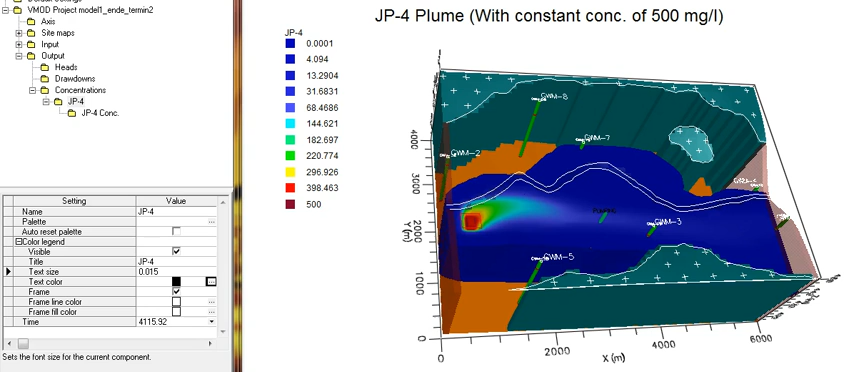 VMOD Project model1_ende_termin2
Axis
Site maps
Input
Output
Heads
Drawdowns
Concentrations
JP-4
JP-4 Conc.
Setting Value
Name JP-4
Palette ...
Auto reset palette
Color legend
Visible
Title JP-4
Text size 0.015
Text color ...
Frame
Frame line color ...
Frame fill color ...
Time 4115.92
Sets the font size for the current component.
JP-4 Plume (With constant conc. of 500 mg/l)
JP-4
0.0001
4.094
13.2904
31.6831
68.4686
144.621
182.697
220.774
296.926
398.463
500
GWM-8
GWM-7
GWM-2
GWM-3
GWM-5
4000
3000
2000
1000
0
Y (m)
0
2000
4000
6000
X (m)